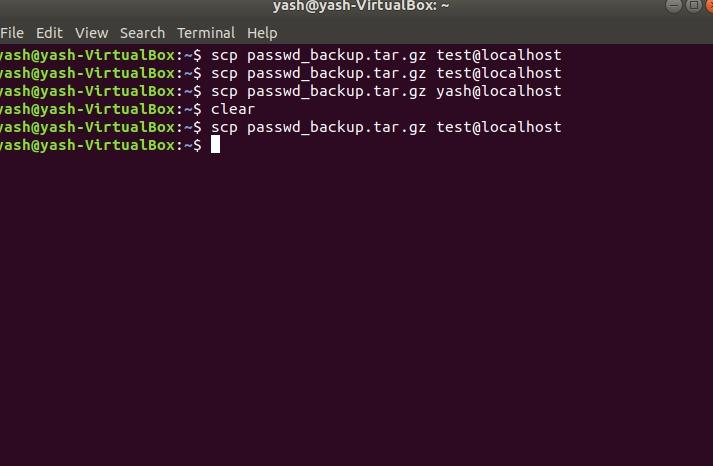 yash@yash-VirtualBox: ~
File Edit View Search Terminal Help
yash@yash-VirtualBox:~$ scp passwd_backup.tar.gz test@localhost
yash@yash-VirtualBox:~$ scp passwd_backup.tar.gz test@localhost
yash@yash-VirtualBox:~$ scp passwd_backup.tar.gz yash@localhost
yash@yash-VirtualBox:~$ clear
yash@yash-VirtualBox:~$ scp passwd_backup.tar.gz test@localhost
yash@yash-VirtualBox:~$